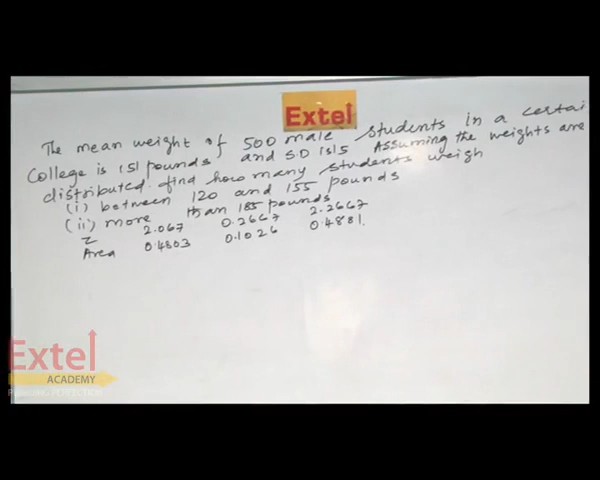 Extel
The mean weight of 500 male students in a certai
College is 151 pounds and S.D is 15 Assuming the weights are
distributed. find how many students weigh
(i) between 120 and 155 pounds
(ii) more than 185 pounds
Z 2.067 0.2667 2.2667
Area 0.4803 0.1026 0.4881.
Extel
ACADEMY